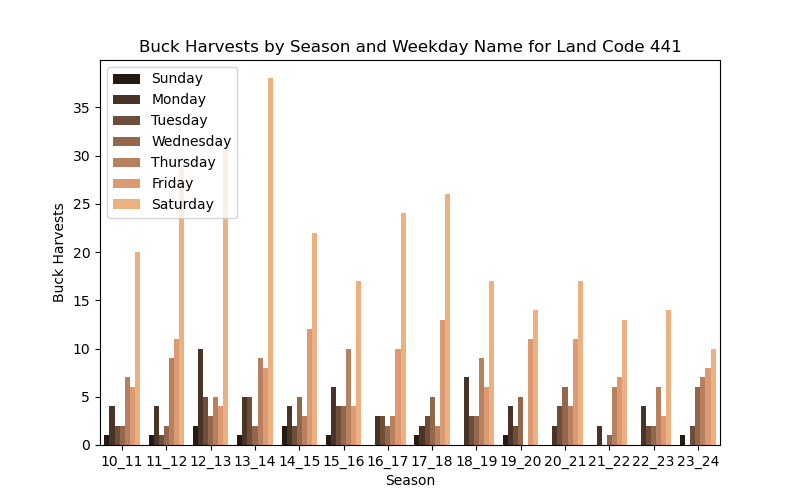 Buck Harvests by Season and Weekday Name for Land Code 441
Sunday
Monday
Tuesday
Wednesday
Thursday
Friday
Saturday
35
30
25
20
15
10
5
0
Buck Harvests
10_11 11_12 12_13 13_14 14_15 15_16 16_17 17_18 18_19 19_20 20_21 21_22 22_23 23_24
Season